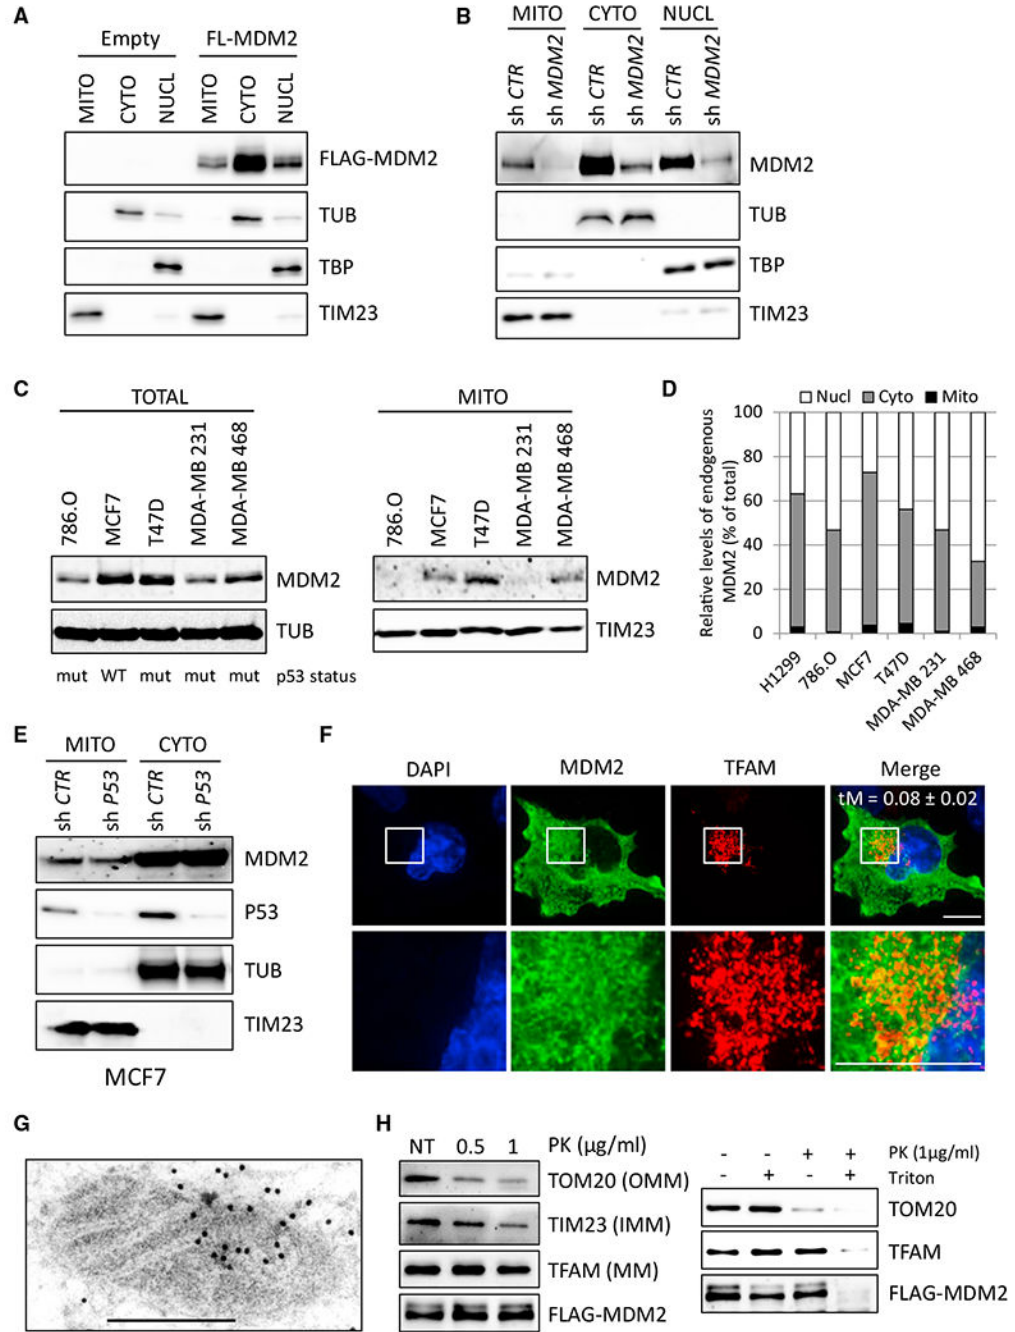 A
Empty FL-MDM2
MITO CYTO NUCL MITO CYTO NUCL
FLAG-MDM2
TUB
TBP
TIM23
B
MITO CYTO NUCL
sh CTR sh MDM2 sh CTR sh MDM2 sh CTR sh MDM2
MDM2
TUB
TBP
TIM23
C
TOTAL
786.O MCF7 T47D MDA-MB 231 MDA-MB 468
MDM2
TUB
mut WT mut mut mut p53 status
MITO
786.O MCF7 T47D MDA-MB 231 MDA-MB 468
MDM2
TIM23
D
Nucl Cyto Mito
Relative levels of endogenous
MDM2 (% of total)
100
80
60
40
20
0
H1299 786.O MCF7 T47D MDA-MB 231 MDA-MB 468
E
MITO CYTO
sh CTR sh P53 sh CTR sh P53
MDM2
P53
TUB
TIM23
MCF7
F
DAPI MDM2 TFAM Merge
tM = 0.08 ± 0.02
G
H
NT 0.5 1 PK (µg/ml)
TOM20 (OMM)
TIM23 (IMM)
TFAM (MM)
FLAG-MDM2
- - + + PK (1µg/ml)
- + - + Triton
TOM20
TFAM
FLAG-MDM2